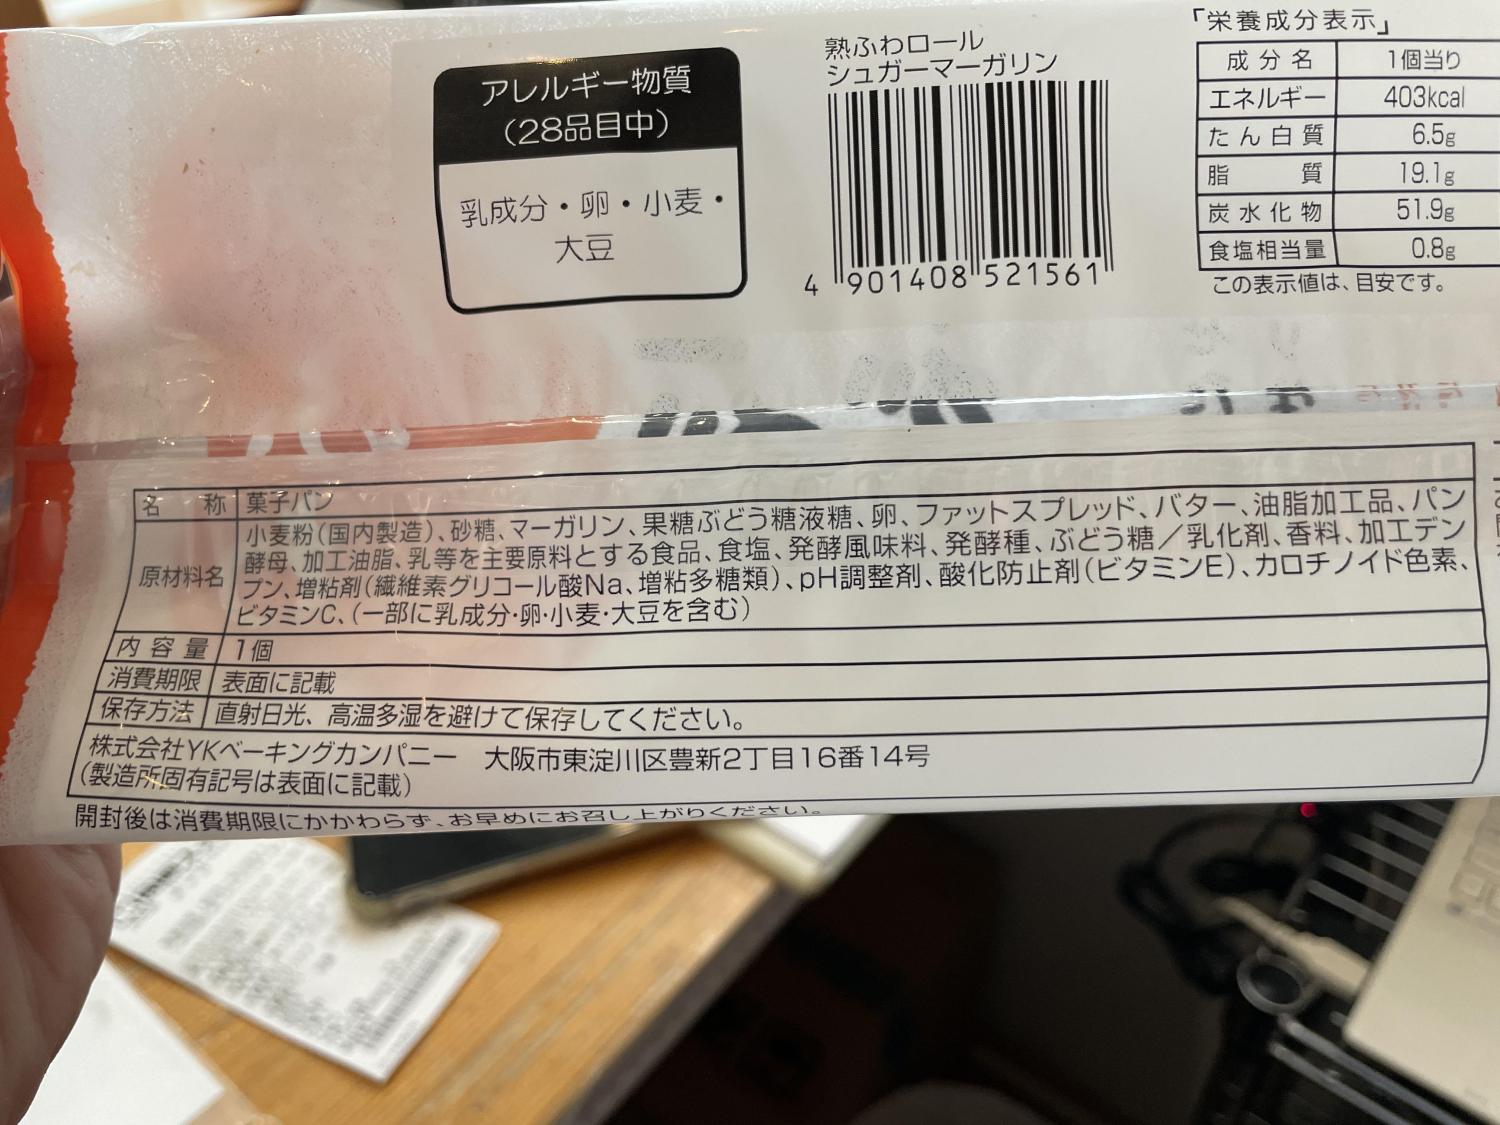 アレルギー物質
（28品目中）
乳成分・卵・小麦・
大豆
熟ふわロール
シュガーマーガリン
4 901408 521561
「栄養成分表示」
成分名 1個当り
エネルギー 403kcal
たん白質 6.5g
脂質 19.1g
炭水化物 51.9g
食塩相当量 0.8g
この表示値は、目安です。
名称 菓子パン
原材料名 小麦粉（国内製造）、砂糖、マーガリン、果糖ぶどう糖液糖、卵、ファットスプレッド、バター、油脂加工品、パン
酵母、加工油脂、乳等を主要原料とする食品、食塩、発酵風味料、発酵種、ぶどう糖／乳化剤、香料、加工デン
プン、増粘剤（繊維素グリコール酸Na、増粘多糖類）、pH調整剤、酸化防止剤（ビタミンE）、カロチノイド色素、
ビタミンC、（一部に乳成分・卵・小麦・大豆を含む）
内容量 1個
消費期限 表面に記載
保存方法 直射日光、高温多湿を避けて保存してください。
株式会社YKベーキングカンパニー 大阪市東淀川区豊新2丁目16番14号
（製造所固有記号は表面に記載）
開封後は消費期限にかかわらず、お早めにお召し上がりください。